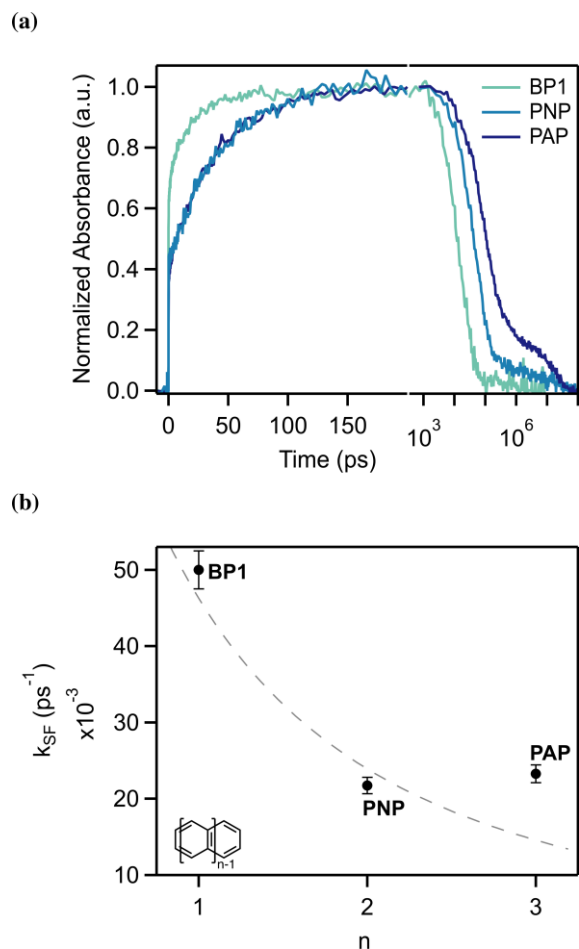 (a)
Normalized Absorbance (a.u.)
1.0
0.8
0.6
0.4
0.2
0.0
BP1
PNP
PAP
0 50 100 150 10³ 10⁶
Time (ps)
(b)
k_SF (ps⁻¹)
x10⁻³
50
40
30
20
10
BP1
PNP
PAP
n-1
1 2 3
n